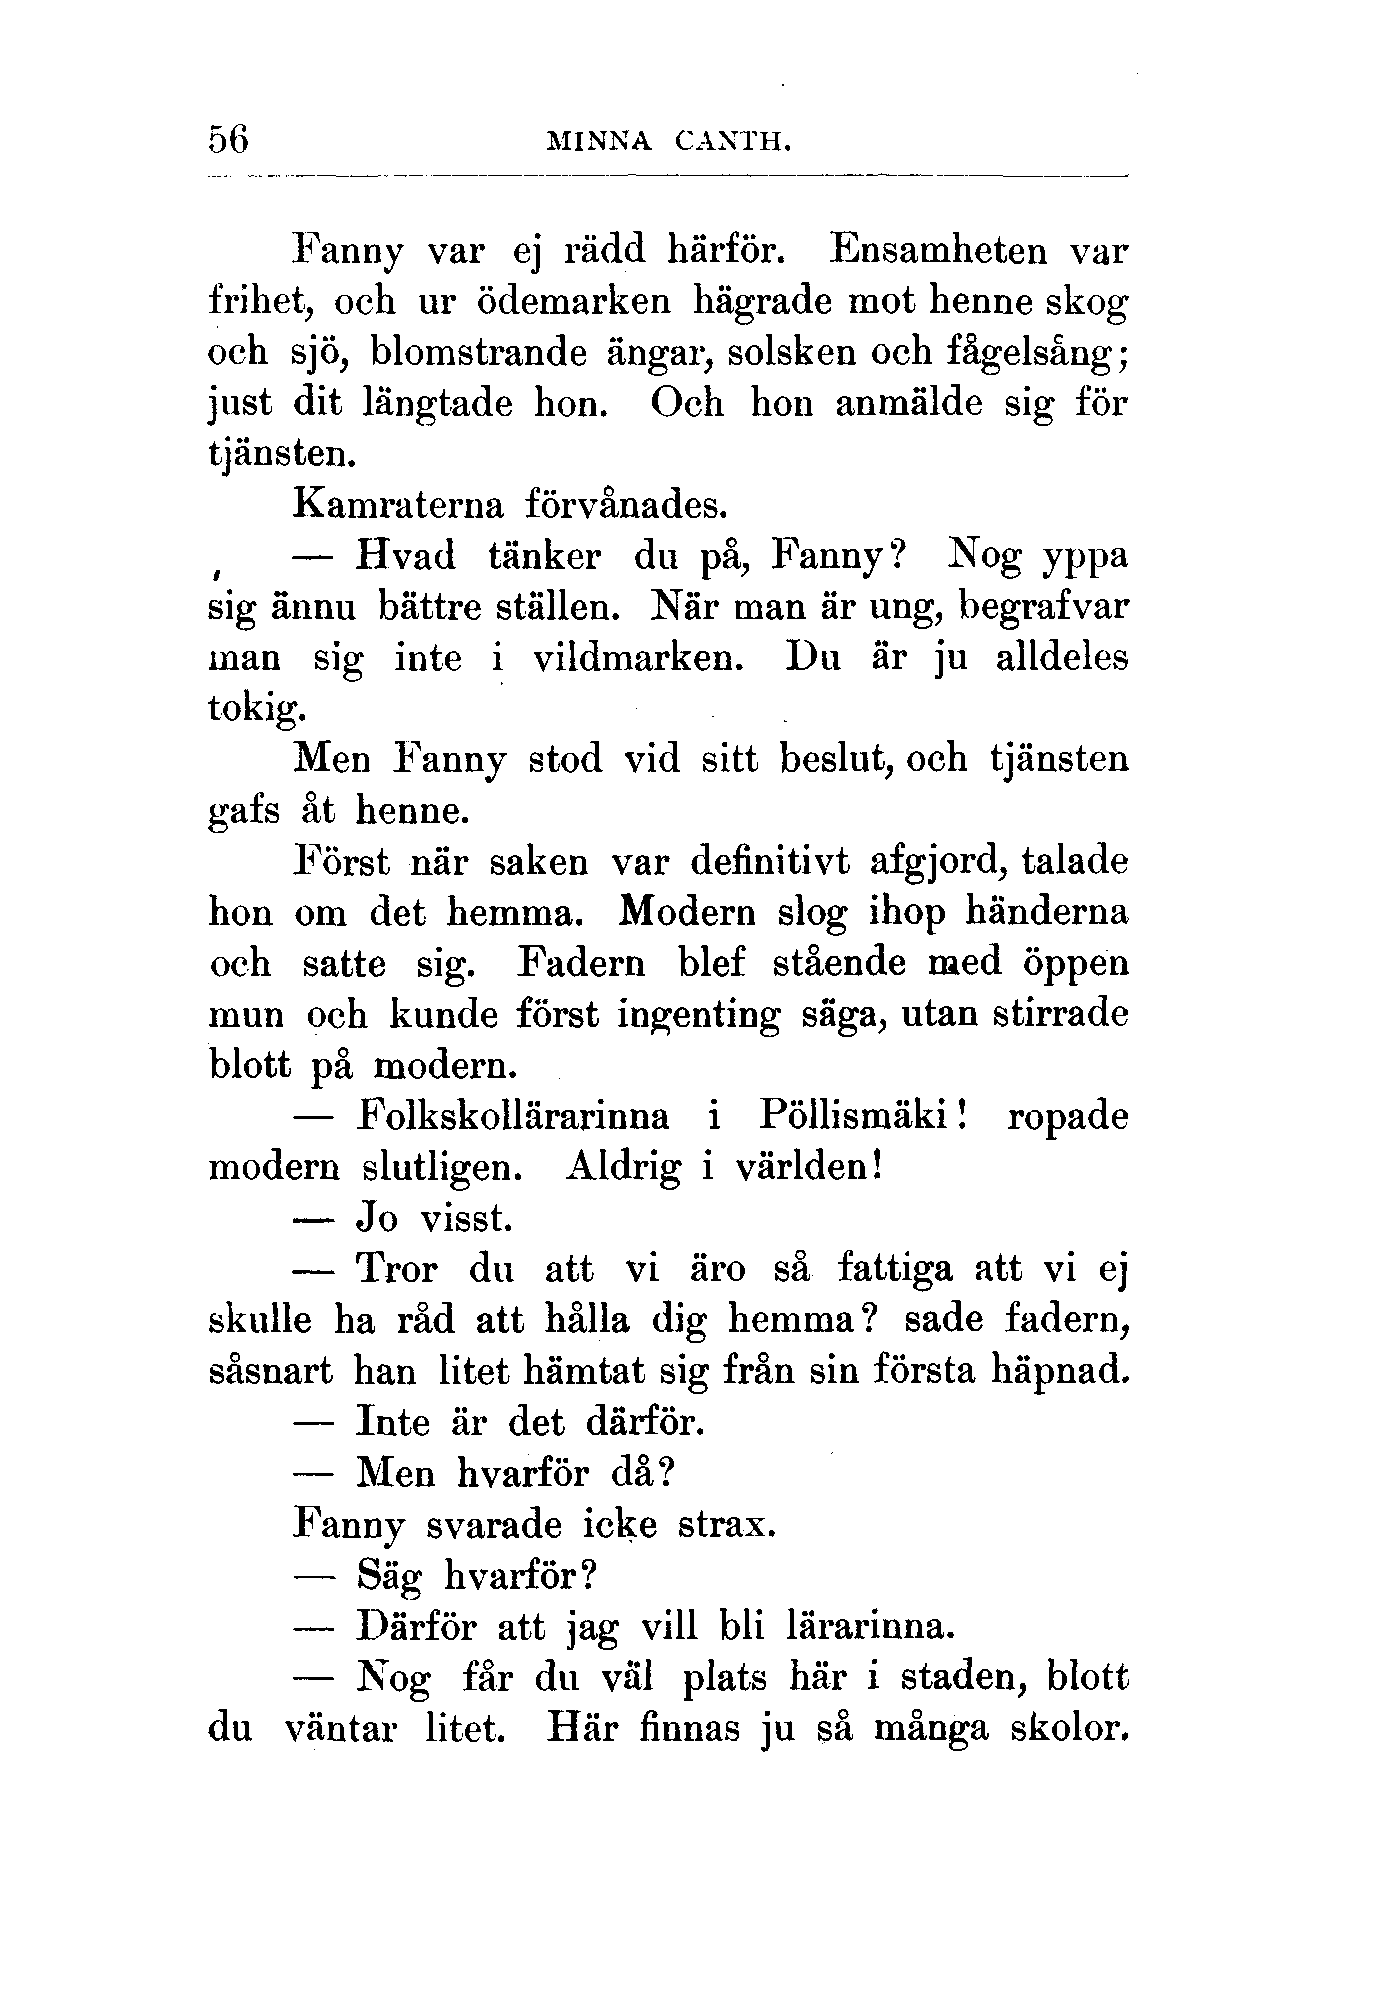 56 MINNA CANTH.
Fanny var ej rädd härför. Ensamheten var
frihet, och ur ödemarken hägrade mot henne skog
och sjö, blomstrande ängar, solsken och fågelsång;
just dit längtade hon. Och hon anmälde sig för
tjänsten.
Kamraterna förvånades.
— Hvad tänker du på, Fanny? Nog yppa
sig ännu bättre ställen. När man är ung, begrafvar
man sig inte i vildmarken. Du är ju alldeles
tokig.
Men Fanny stod vid sitt beslut, och tjänsten
gafs åt henne.
Först när saken var definitivt afgjord, talade
hon om det hemma. Modern slog ihop händerna
och satte sig. Fadern blef stående med öppen
mun och kunde först ingenting säga, utan stirrade
blott på modern.
— Folkskollärarinna i Pöllismäki! ropade
modern slutligen. Aldrig i världen!
— Jo visst.
— Tror du att vi äro så fattiga att vi ej
skulle ha råd att hålla dig hemma? sade fadern,
såsnart han litet hämtat sig från sin första häpnad.
— Inte är det därför.
— Men hvarför då?
Fanny svarade icke strax.
— Säg hvarför?
— Därför att jag vill bli lärarinna.
— Nog får du väl plats här i staden, blott
du väntar litet. Här finnas ju så många skolor.